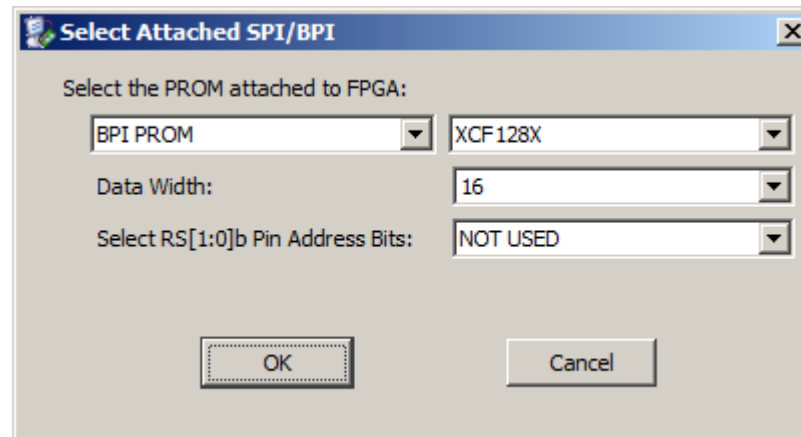 Select Attached SPI/BPI
Select the PROM attached to FPGA:
BPI PROM XCF128X
Data Width: 16
Select RS[1:0]b Pin Address Bits: NOT USED
OK Cancel